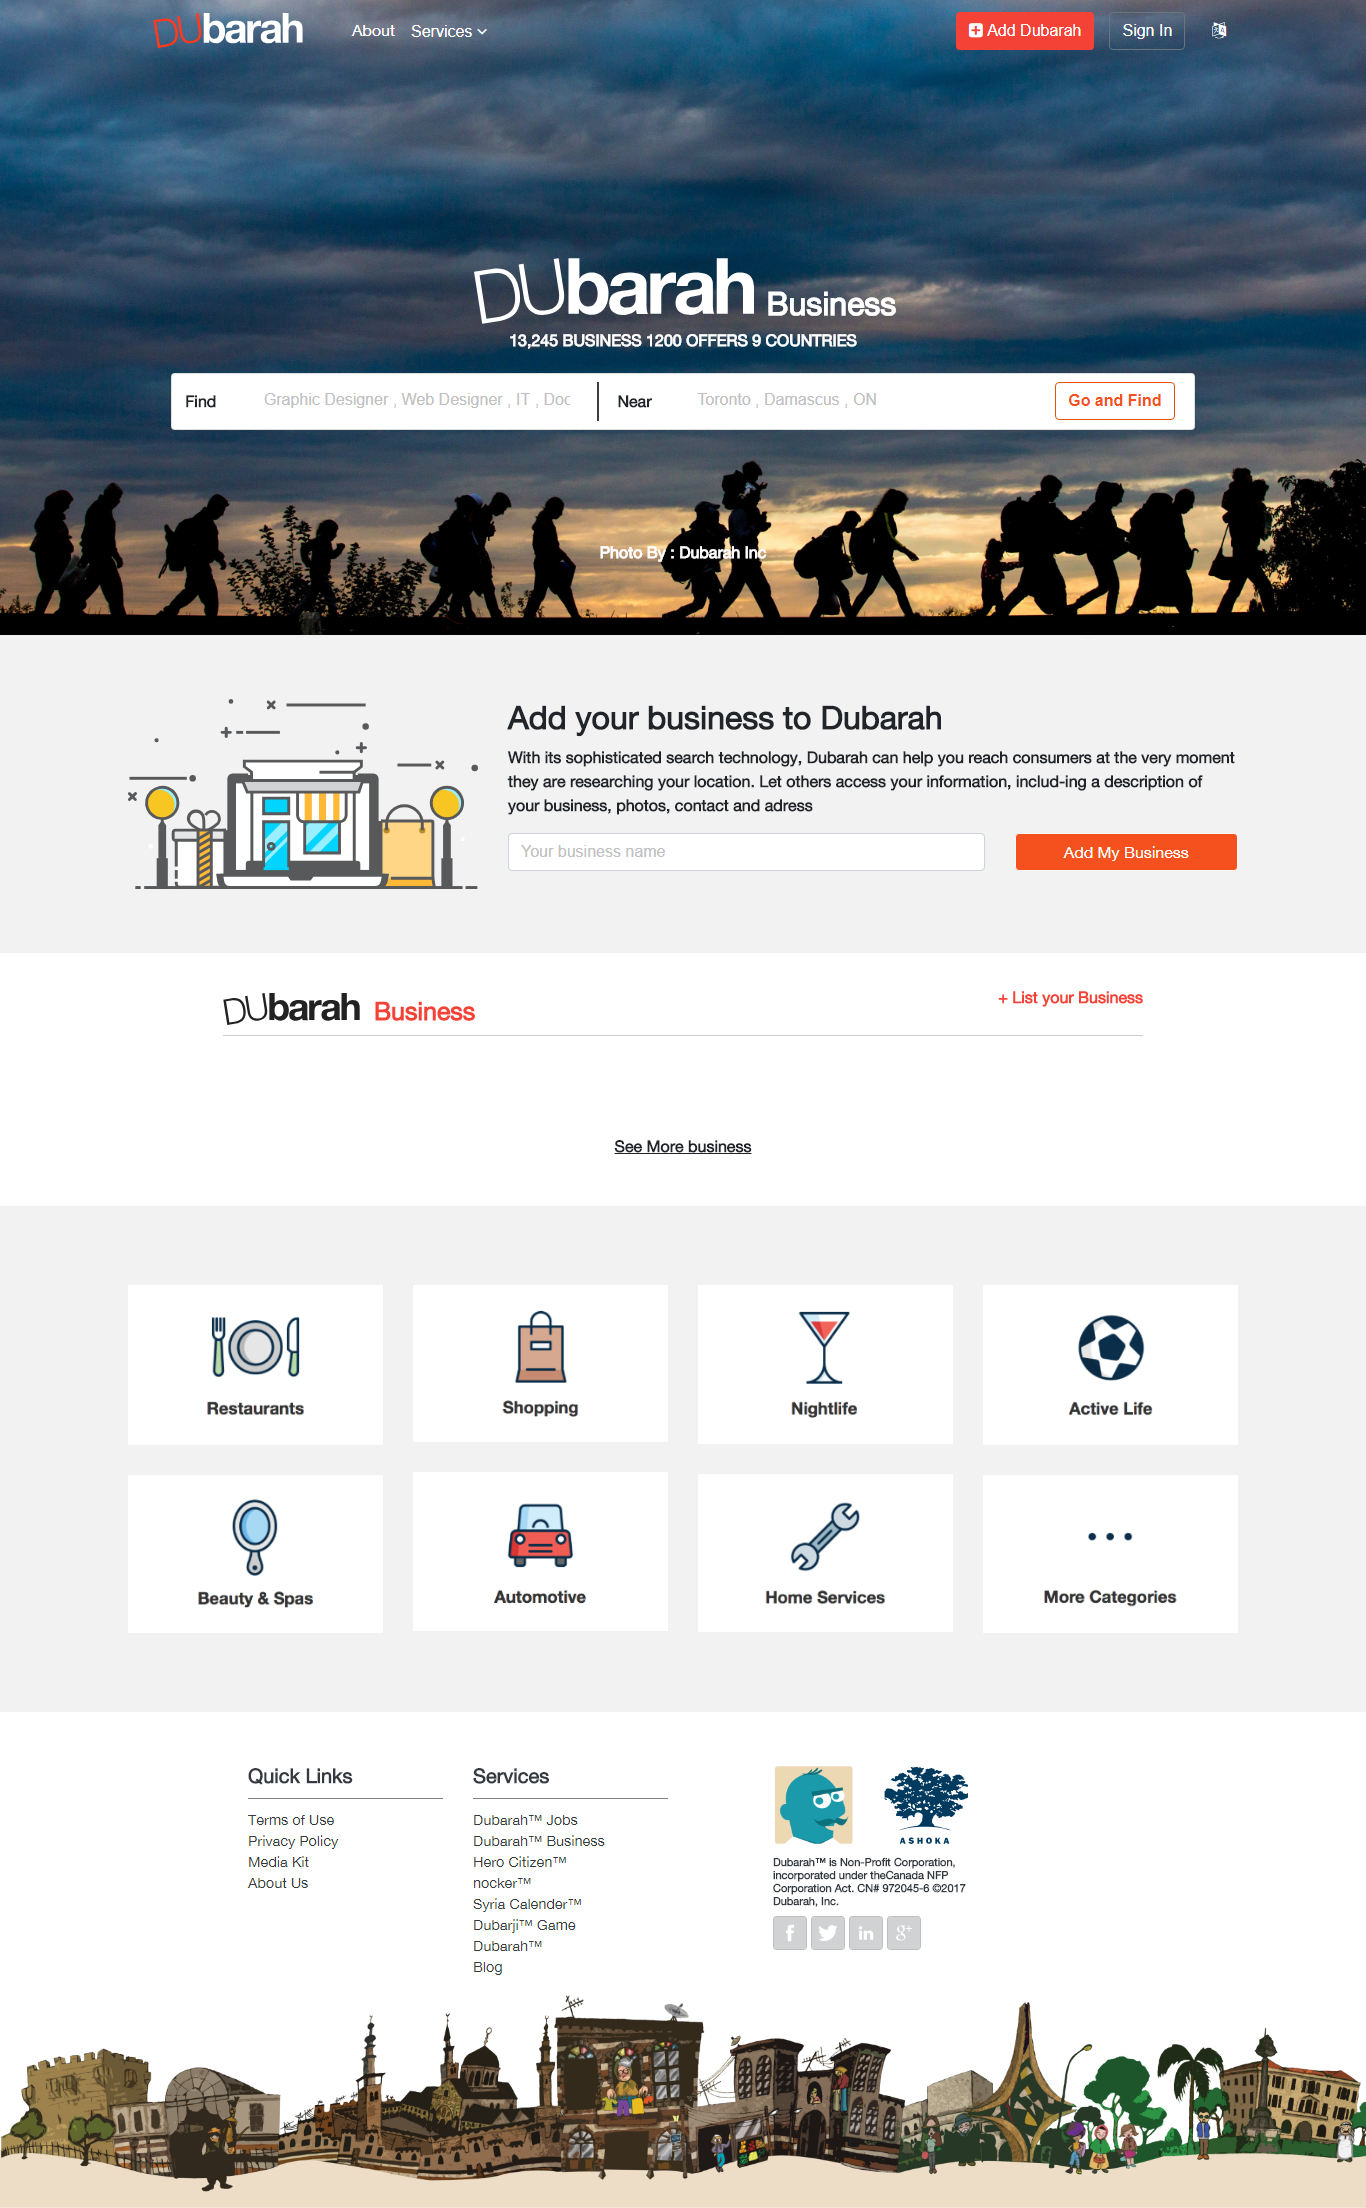 DUbarah
About
Services
Add Dubarah
Sign In
DUbarah Business
13,245 BUSINESS 1200 OFFERS 9 COUNTRIES
Find
Graphic Designer , Web Designer , IT , Doc
Near
Toronto , Damascus , ON
Go and Find
Photo By : Dubarah Inc
Add your business to Dubarah
With its sophisticated search technology, Dubarah can help you reach consumers at the very moment
they are researching your location. Let others access your information, includ-ing a description of
your business, photos, contact and adress
Your business name
Add My Business
DUbarah Business
+ List your Business
See More business
Restaurants
Shopping
Nightlife
Active Life
Beauty & Spas
Automotive
Home Services
More Categories
Quick Links
Terms of Use
Privacy Policy
Media Kit
About Us
Services
Dubarah™ Jobs
Dubarah™ Business
Hero Citizen™
nocker™
Syria Calender™
Dubarji™ Game
Dubarah™
Blog
ASHOKA
Dubarah™ is Non-Profit Corporation,
incorporated under theCanada NFP
Corporation Act. CN# 972045-6 ©2017
Dubarah, Inc.